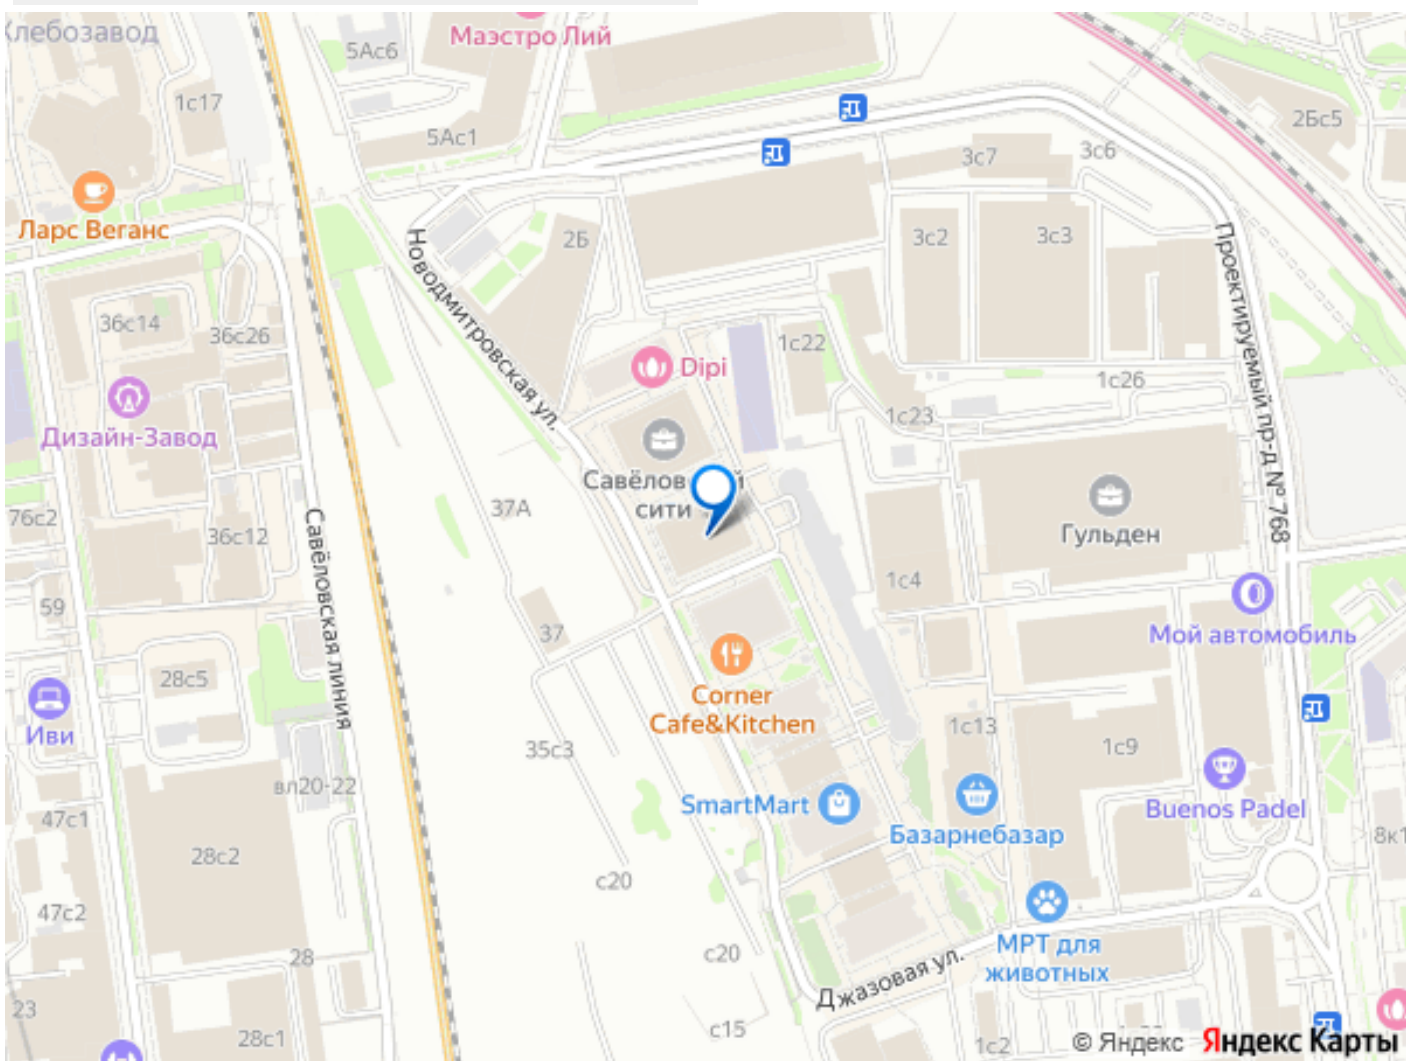 Хлебозавод
Маэстро Лий
5Ас6
1с17
5Ас1
2Бс5
3с7
3с6
Ларс Веганс
2Б
3с2
3с3
Новодмитровская ул.
Проектируемый пр-д № 768
36с14
36с26
1с22
Dipi
1с26
1с23
Дизайн-Завод
Савёлов й
сити
37А
76с2
36с12
Савёловская линия
Гульден
1с4
59
37
Мой автомобиль
28с5
Corner
Cafe&Kitchen
Иви
35с3
1с13
1с9
вл20-22
SmartMart
Базарнебазар
Buenos Padel
47с1
8к1
28с2
с20
47с2
28
с20
МРТ для
животных
Джазовая ул.
23
28с1
с15
1с2
© Яндекс Яндекс Карты